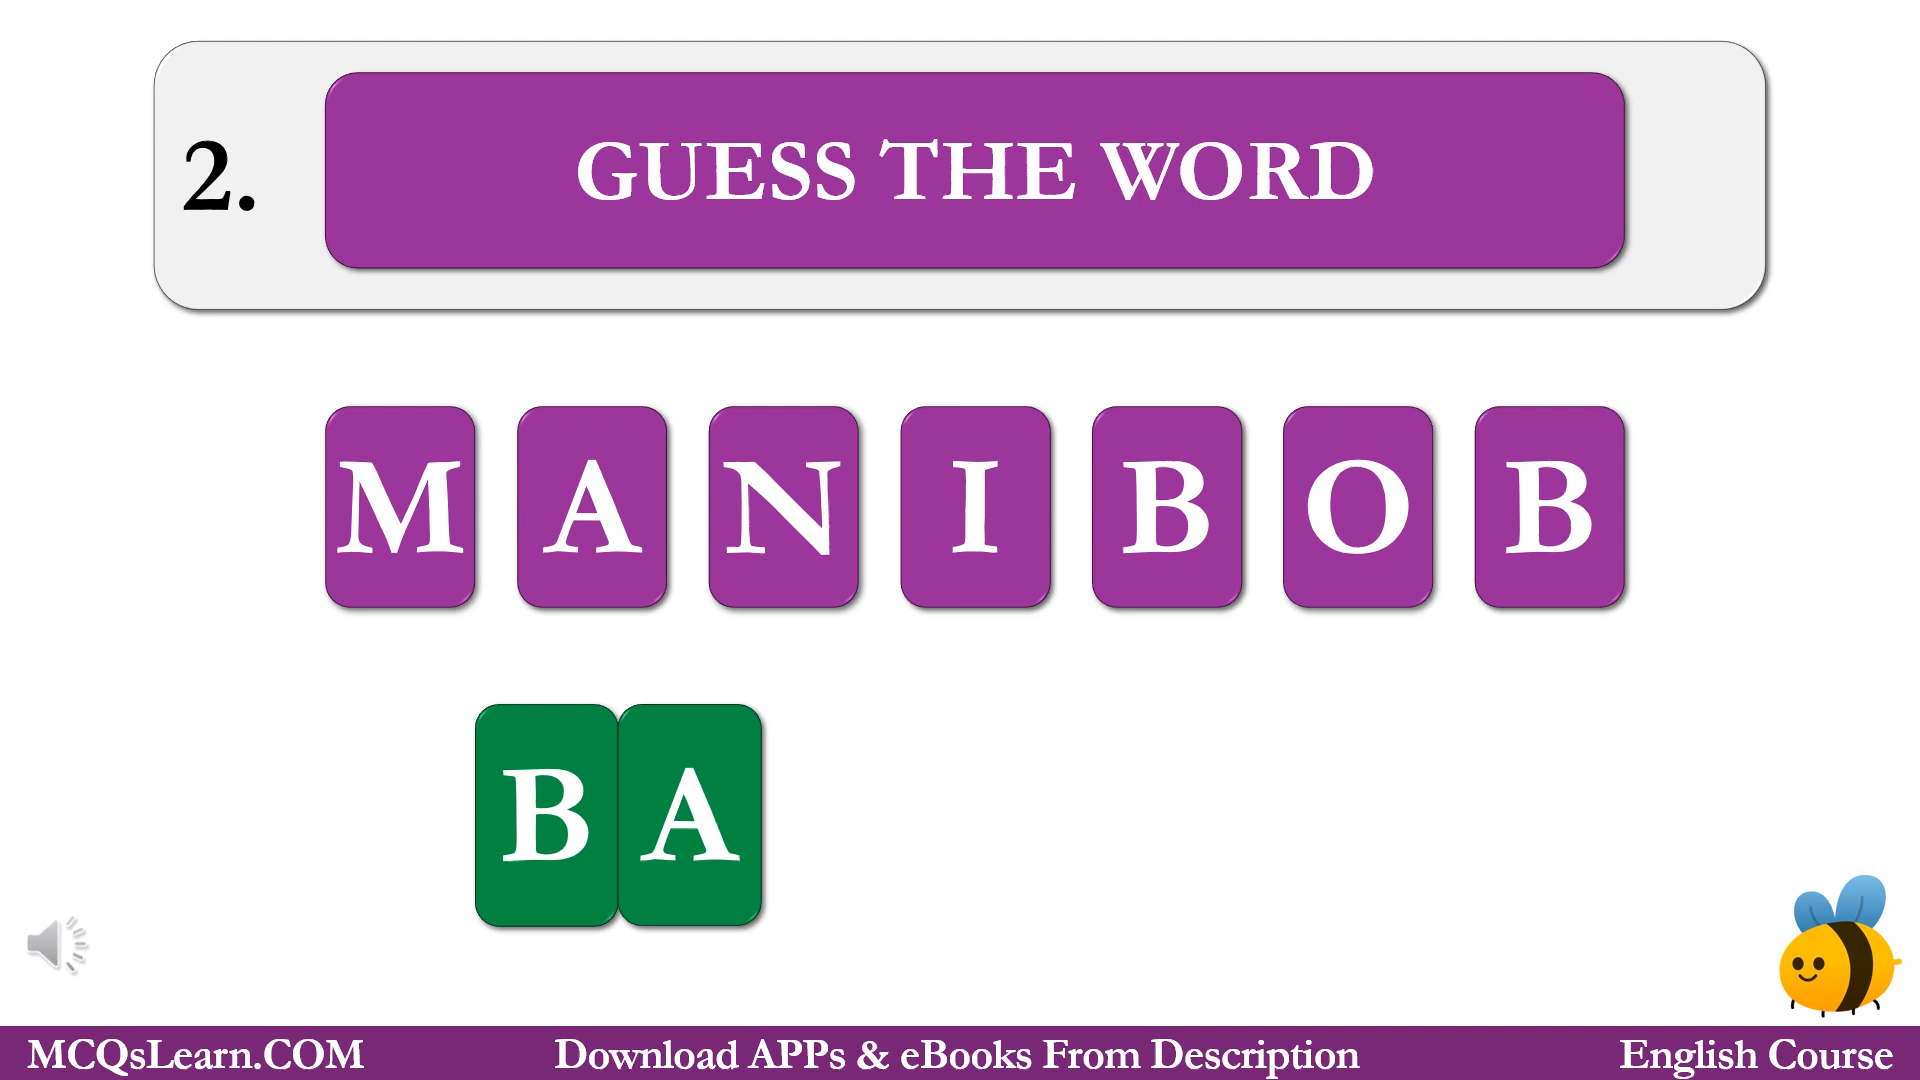 2.
GUESS THE WORD
M A N I B O B
B A
MCQsLearn.COM Download APPs & eBooks From Description English Course